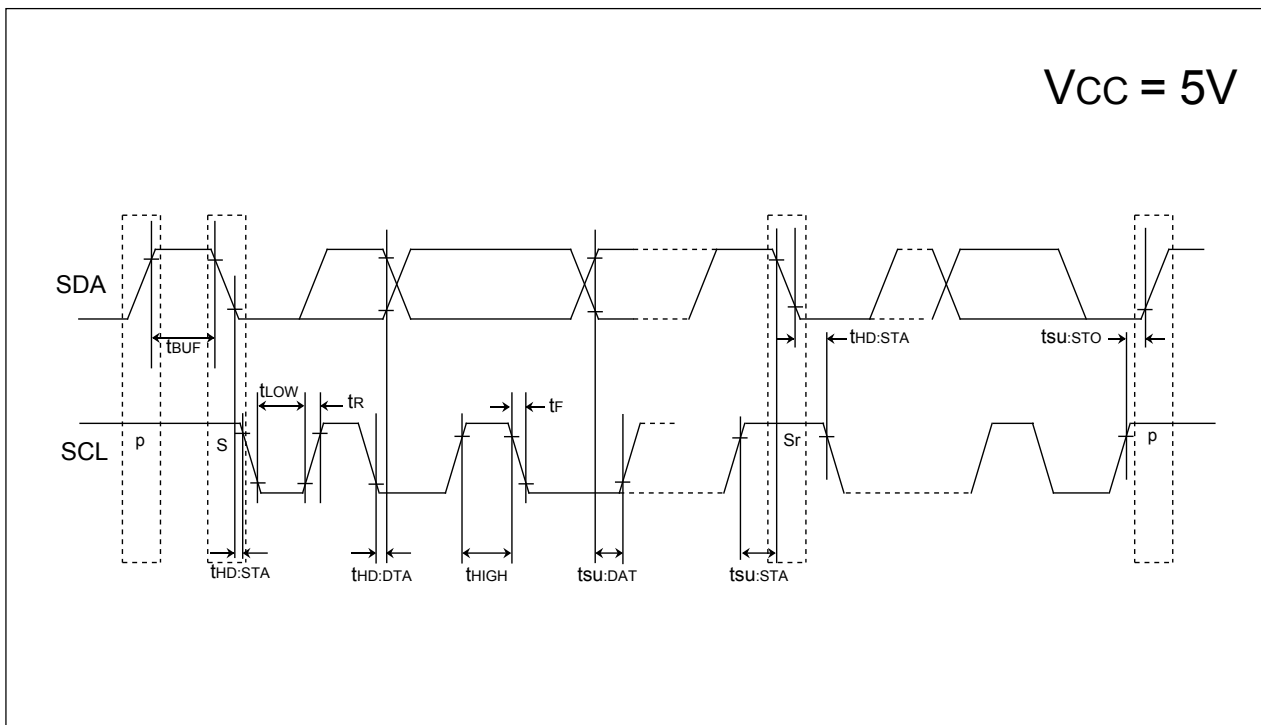 VCC = 5V
SDA
tBUF
tHD:STA
tsu:STO
tLOW
tR
tF
SCL
p
S
Sr
p
tHD:STA
tHD:DTA
tHIGH
tsu:DAT
tsu:STA